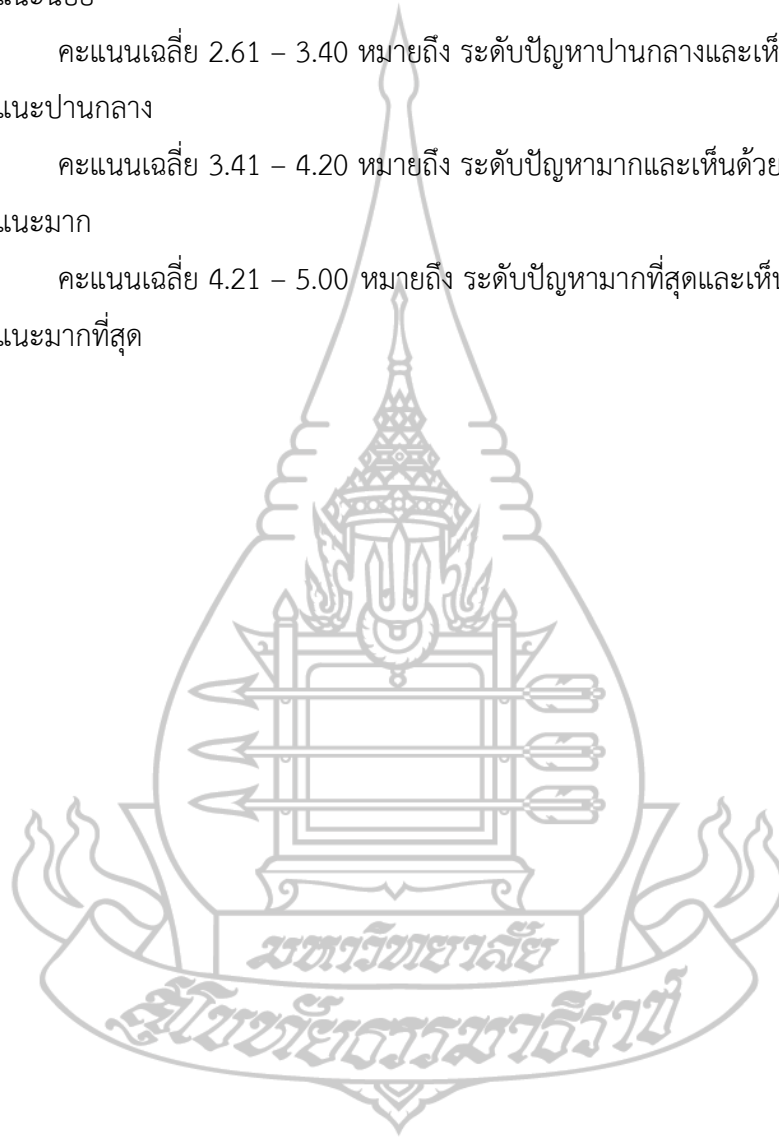 แนะน้อย
คะแนนเฉลี่ย 2.61 – 3.40 หมายถึง ระดับปัญหาปานกลางและเห็
แนะปานกลาง
คะแนนเฉลี่ย 3.41 – 4.20 หมายถึง ระดับปัญหามากและเห็นด้วย
แนะมาก
คะแนนเฉลี่ย 4.21 – 5.00 หมายถึง ระดับปัญหามากที่สุดและเห็น
แนะมากที่สุด
มหาวิทยาลัย
สุโขทัยธรรมาธิราช